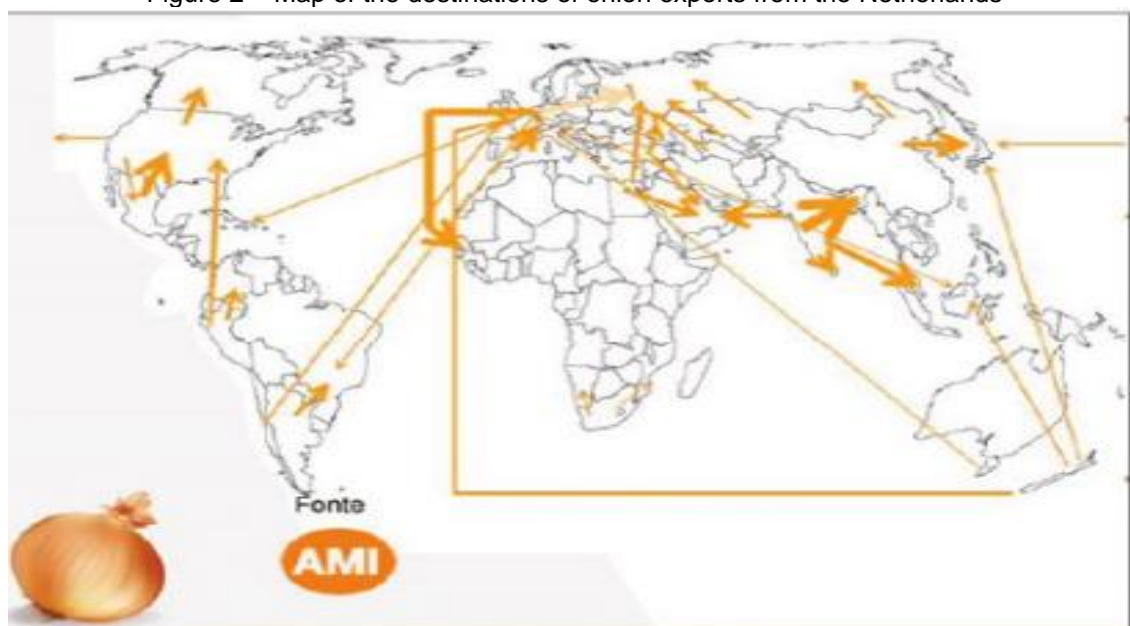 Figure 2 – Map of the destinations of onion exports from the Netherlands
Fonte
AMI